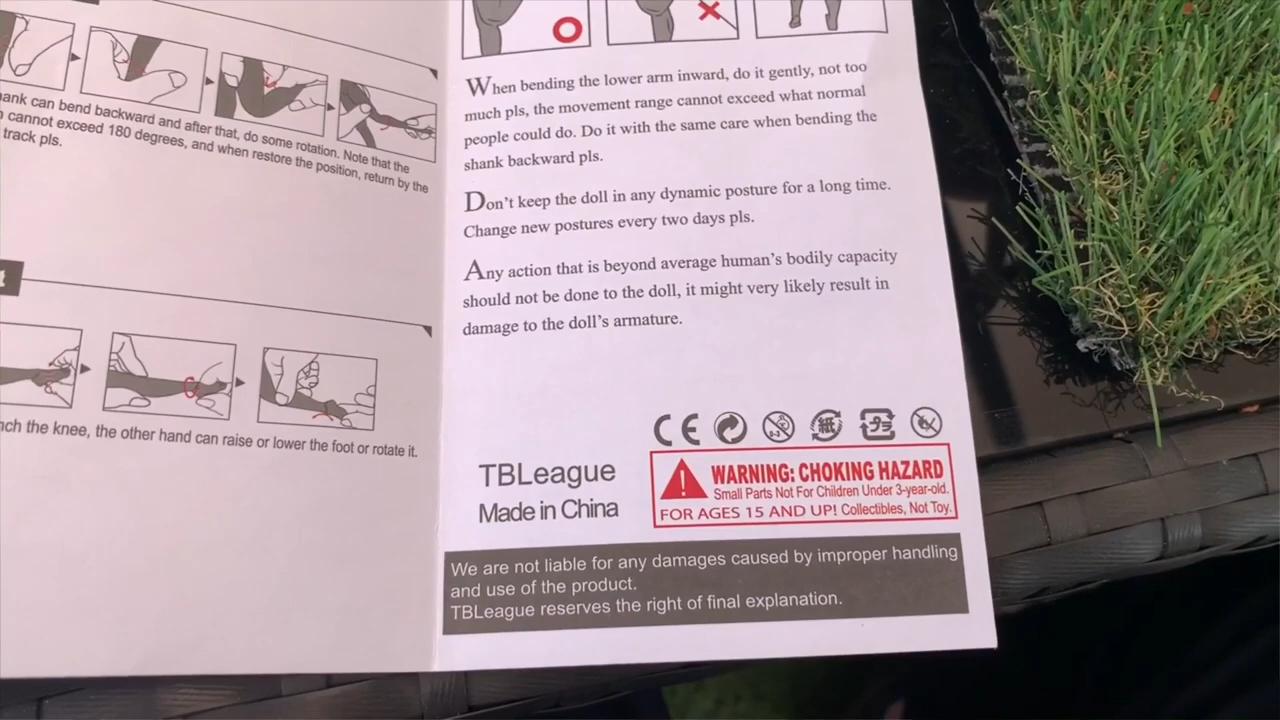 ank can bend backward and after that, do some rotation. Note that the
cannot exceed 180 degrees, and when restore the position, return by the
track pls.
nch the knee, the other hand can raise or lower the foot or rotate it.
When bending the lower arm inward, do it gently, not too
much pls, the movement range cannot exceed what normal
people could do. Do it with the same care when bending the
shank backward pls.
Don't keep the doll in any dynamic posture for a long time.
Change new postures every two days pls.
Any action that is beyond average human's bodily capacity
should not be done to the doll, it might very likely result in
damage to the doll's armature.
CE 0-3 紙 プラ
TBLeague
Made in China
WARNING: CHOKING HAZARD
Small Parts Not For Children Under 3-year-old.
FOR AGES 15 AND UP! Collectibles, Not Toy.
We are not liable for any damages caused by improper handling
and use of the product.
TBLeague reserves the right of final explanation.